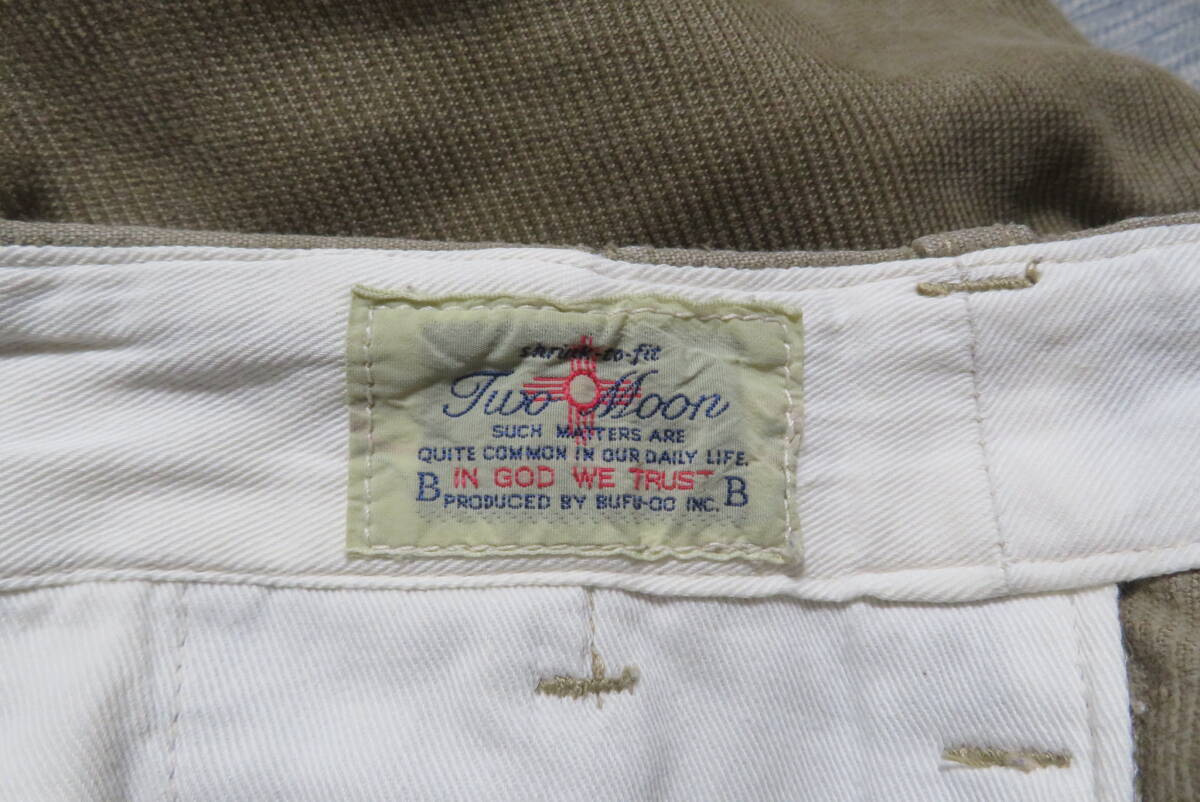 shrink-to-fit
Two Moon
SUCH MATTERS ARE
QUITE COMMON IN OUR DAILY LIFE.
B IN GOD WE TRUST B
PRODUCED BY BUFU-OO INC.